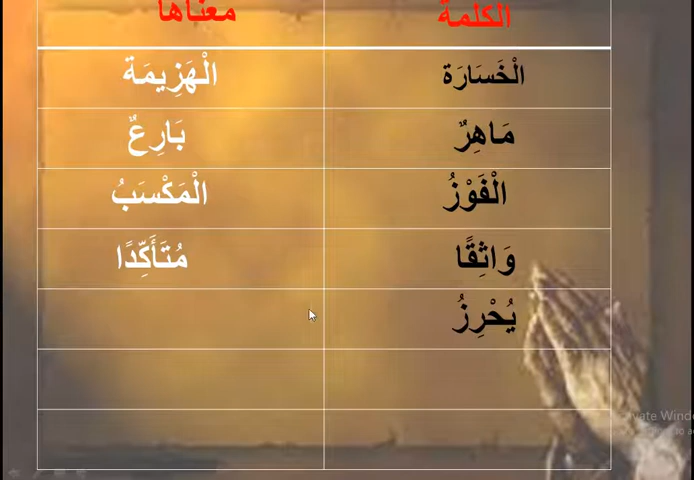 الكلمة معناها
الْخَسَارَة الْهَزِيمَة
مَاهِرٌ بَارِعٌ
الْفَوْزُ الْمَكْسَبُ
وَاثِقًا مُتَأَكِّدًا
يُحْرِزُ